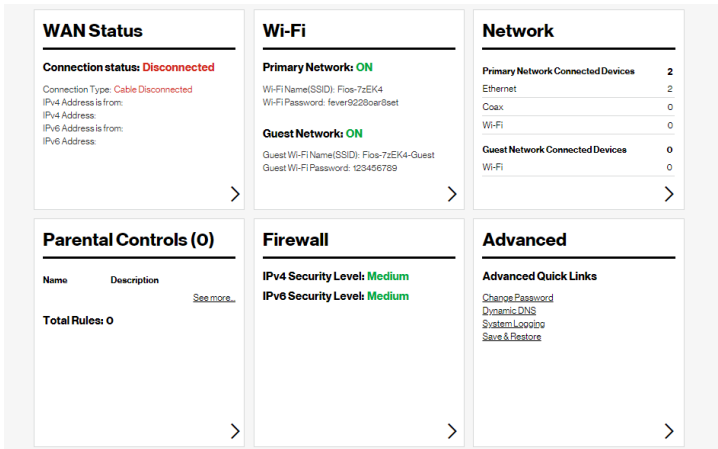 WAN Status
Connection status: Disconnected
Connection Type: Cable Disconnected
IPv4 Address is from:
IPv4 Address:
IPv6 Address is from:
IPv6 Address:
Wi-Fi
Primary Network: ON
Wi-Fi Name(SSID): Fios-7zEK4
Wi-Fi Password: fever9228oar8set
Guest Network: ON
Guest Wi-Fi Name(SSID): Fios-7zEK4-Guest
Guest Wi-Fi Password: 123456789
Network
Primary Network Connected Devices 2
Ethernet 2
Coax 0
Wi-Fi 0
Guest Network Connected Devices 0
Wi-Fi 0
Parental Controls (0)
Name Description
See more...
Total Rules: 0
Firewall
IPv4 Security Level: Medium
IPv6 Security Level: Medium
Advanced
Advanced Quick Links
Change Password
Dynamic DNS
System Logging
Save & Restore